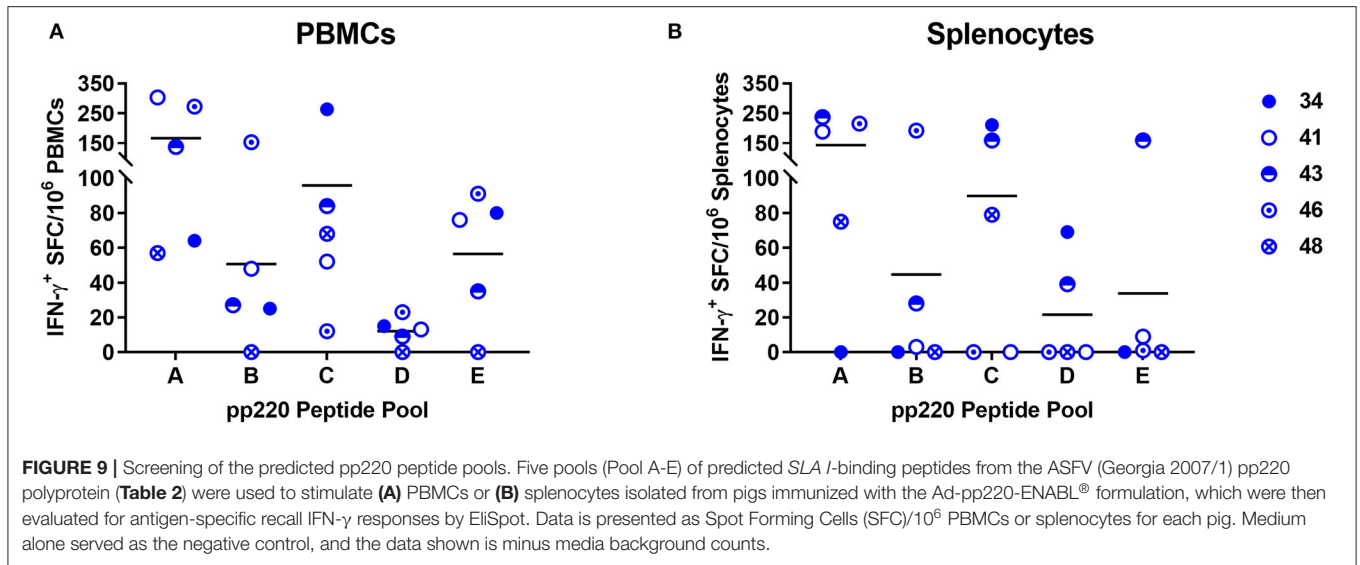 A
PBMCs
IFN-γ⁺ SFC/10⁶ PBMCs
350
250
150
100
80
60
40
20
0
A B C D E
pp220 Peptide Pool
B
Splenocytes
IFN-γ⁺ SFC/10⁶ Splenocytes
350
250
150
100
80
60
40
20
0
A B C D E
pp220 Peptide Pool
34
41
43
46
48
FIGURE 9 | Screening of the predicted pp220 peptide pools. Five pools (Pool A-E) of predicted SLA I-binding peptides from the ASFV (Georgia 2007/1) pp220
polyprotein (Table 2) were used to stimulate (A) PBMCs or (B) splenocytes isolated from pigs immunized with the Ad-pp220-ENABL® formulation, which were then
evaluated for antigen-specific recall IFN-γ responses by EliSpot. Data is presented as Spot Forming Cells (SFC)/10⁶ PBMCs or splenocytes for each pig. Medium
alone served as the negative control, and the data shown is minus media background counts.